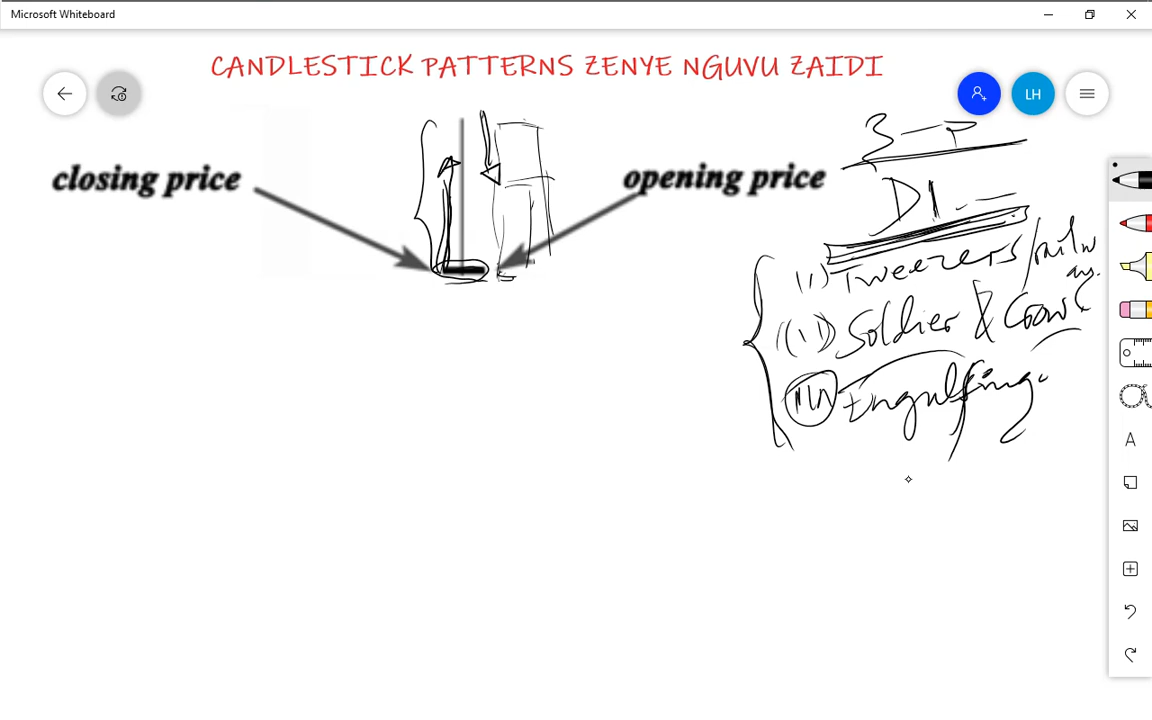 Microsoft Whiteboard
CANDLESTICK PATTERNS ZENYE NGUVU ZAIDI
LH
closing price
opening price
3-P
D1
(i) Tweezers/railways.
(ii) Soldier & Crows
(iii) Engulfing.
A